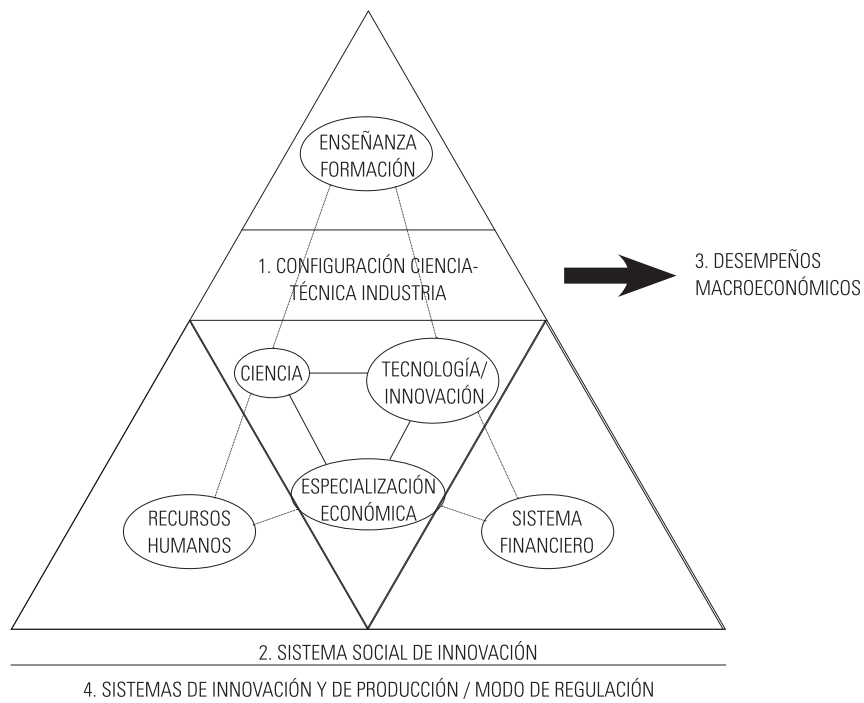 ENSEÑANZA
FORMACIÓN
1. CONFIGURACIÓN CIENCIA-
TÉCNICA INDUSTRIA
3. DESEMPEÑOS
MACROECONÓMICOS
CIENCIA
TECNOLOGÍA/
INNOVACIÓN
ESPECIALIZACIÓN
ECONÓMICA
RECURSOS
HUMANOS
SISTEMA
FINANCIERO
2. SISTEMA SOCIAL DE INNOVACIÓN
4. SISTEMAS DE INNOVACIÓN Y DE PRODUCCIÓN / MODO DE REGULACIÓN